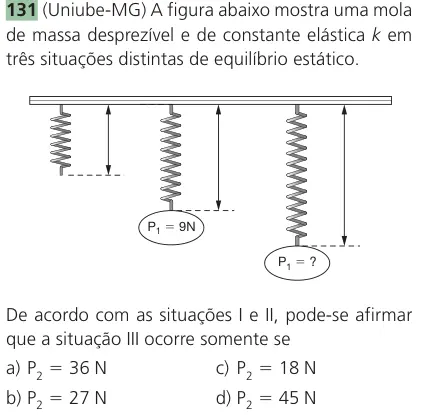 131 (Uniube-MG) A figura abaixo mostra uma mola
de massa desprezível e de constante elástica k em
três situações distintas de equilíbrio estático.
P₁ = 9N
P₁ = ?
De acordo com as situações I e II, pode-se afirmar
que a situação III ocorre somente se
a) P₂ = 36 N c) P₂ = 18 N
b) P₂ = 27 N d) P₂ = 45 N